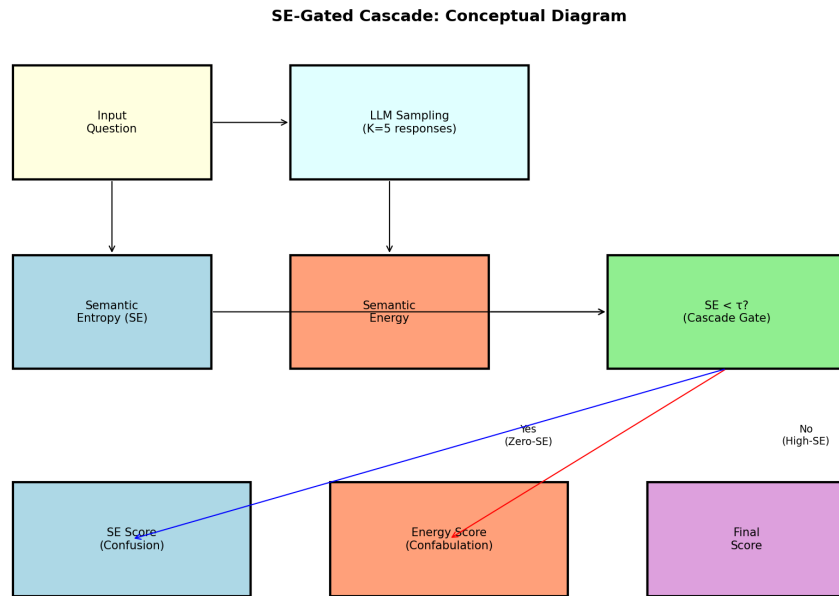 SE-Gated Cascade: Conceptual Diagram
Input
Question
LLM Sampling
(K=5 responses)
Semantic
Entropy (SE)
Semantic
Energy
SE < τ?
(Cascade Gate)
Yes
(Zero-SE)
No
(High-SE)
SE Score
(Confusion)
Energy Score
(Confabulation)
Final
Score